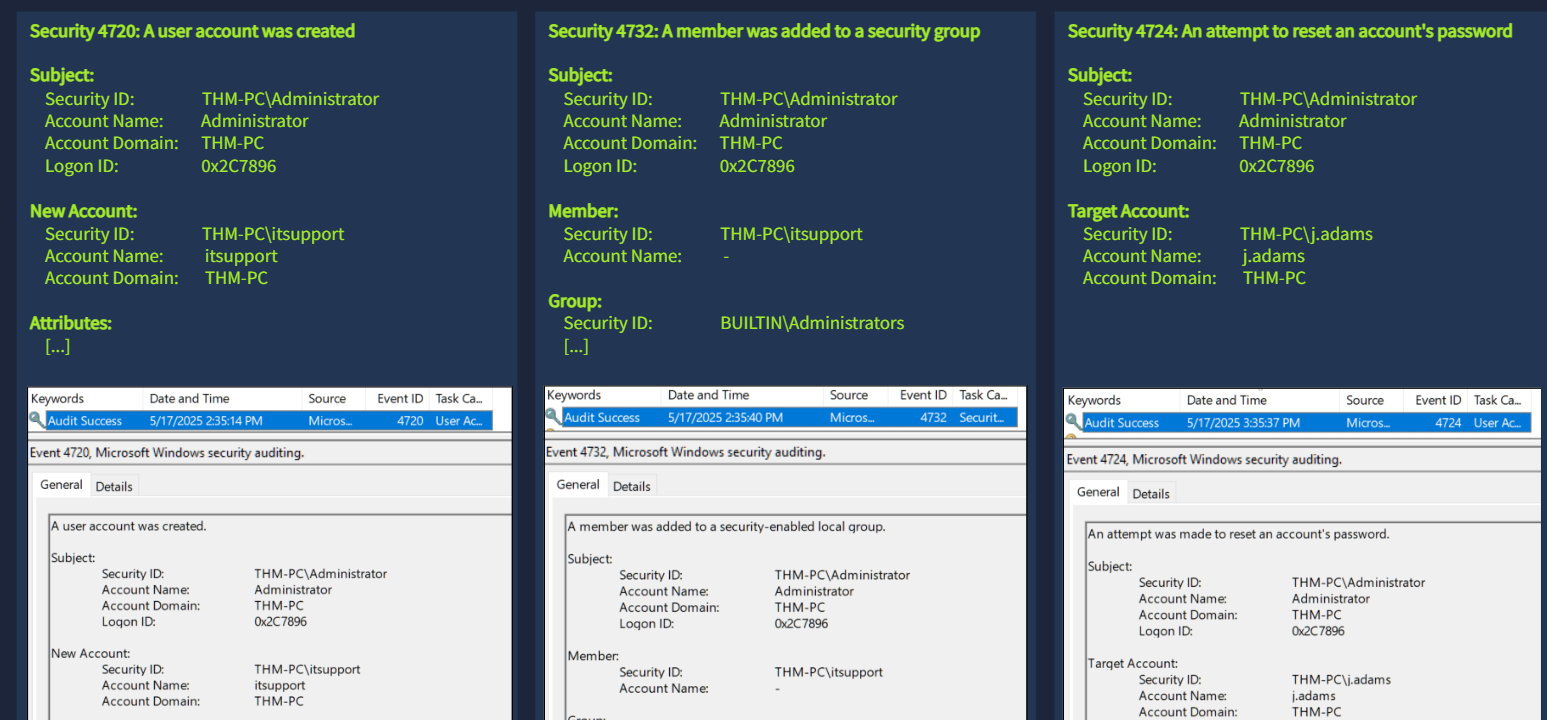 Security 4720: A user account was created
Subject:
Security ID: THM-PC\Administrator
Account Name: Administrator
Account Domain: THM-PC
Logon ID: 0x2C7896
New Account:
Security ID: THM-PC\itsupport
Account Name: itsupport
Account Domain: THM-PC
Attributes:
[...]
Keywords Date and Time Source Event ID Task Ca...
Audit Success 5/17/2025 2:35:14 PM Micros... 4720 User Ac...
Event 4720, Microsoft Windows security auditing.
General Details
A user account was created.
Subject:
Security ID: THM-PC\Administrator
Account Name: Administrator
Account Domain: THM-PC
Logon ID: 0x2C7896
New Account:
Security ID: THM-PC\itsupport
Account Name: itsupport
Account Domain: THM-PC
Security 4732: A member was added to a security group
Subject:
Security ID: THM-PC\Administrator
Account Name: Administrator
Account Domain: THM-PC
Logon ID: 0x2C7896
Member:
Security ID: THM-PC\itsupport
Account Name: -
Group:
Security ID: BUILTIN\Administrators
[...]
Keywords Date and Time Source Event ID Task Ca...
Audit Success 5/17/2025 2:35:40 PM Micros... 4732 Securit...
Event 4732, Microsoft Windows security auditing.
General Details
A member was added to a security-enabled local group.
Subject:
Security ID: THM-PC\Administrator
Account Name: Administrator
Account Domain: THM-PC
Logon ID: 0x2C7896
Member:
Security ID: THM-PC\itsupport
Account Name: -
Group:
Security 4724: An attempt to reset an account's password
Subject:
Security ID: THM-PC\Administrator
Account Name: Administrator
Account Domain: THM-PC
Logon ID: 0x2C7896
Target Account:
Security ID: THM-PC\j.adams
Account Name: j.adams
Account Domain: THM-PC
Keywords Date and Time Source Event ID Task Ca...
Audit Success 5/17/2025 3:35:37 PM Micros... 4724 User Ac...
Event 4724, Microsoft Windows security auditing.
General Details
An attempt was made to reset an account's password.
Subject:
Security ID: THM-PC\Administrator
Account Name: Administrator
Account Domain: THM-PC
Logon ID: 0x2C7896
Target Account:
Security ID: THM-PC\j.adams
Account Name: j.adams
Account Domain: THM-PC